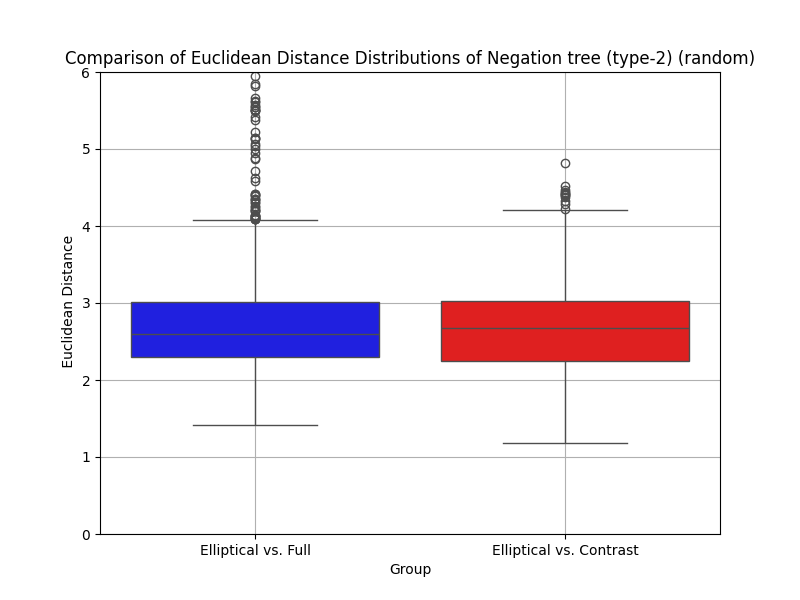 Comparison of Euclidean Distance Distributions of Negation tree (type-2) (random)
6
5
4
3
2
1
0
Euclidean Distance
Elliptical vs. Full
Elliptical vs. Contrast
Group